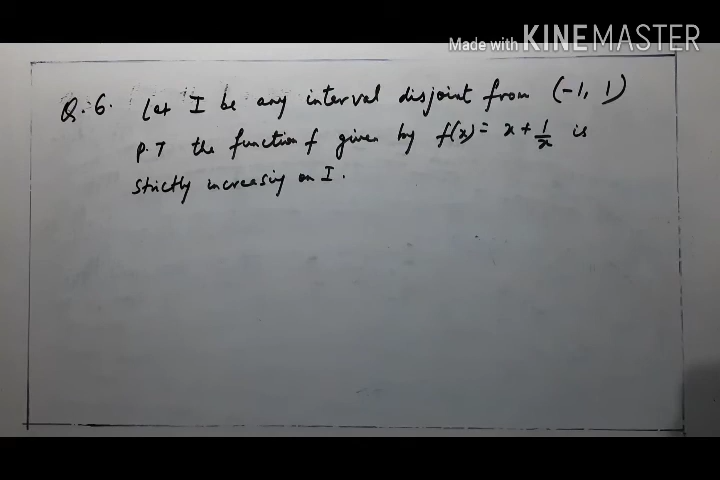 Made with KINEMASTER
Q.6. Let I be any interval disjoint from (-1, 1)
P.T the function f given by f(x) = x + 1/x is
strictly increasing on I.